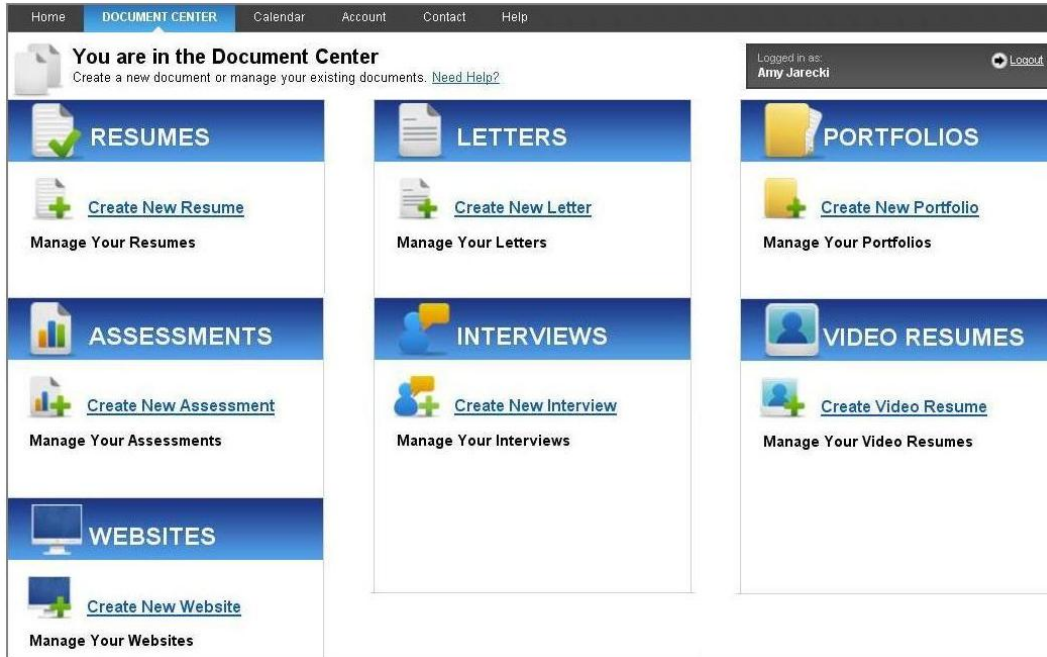 Home DOCUMENT CENTER Calendar Account Contact Help
You are in the Document Center
Create a new document or manage your existing documents. Need Help?
Logged in as:
Amy Jarecki
Logout
RESUMES
Create New Resume
Manage Your Resumes
LETTERS
Create New Letter
Manage Your Letters
PORTFOLIOS
Create New Portfolio
Manage Your Portfolios
ASSESSMENTS
Create New Assessment
Manage Your Assessments
INTERVIEWS
Create New Interview
Manage Your Interviews
VIDEO RESUMES
Create Video Resume
Manage Your Video Resumes
WEBSITES
Create New Website
Manage Your Websites